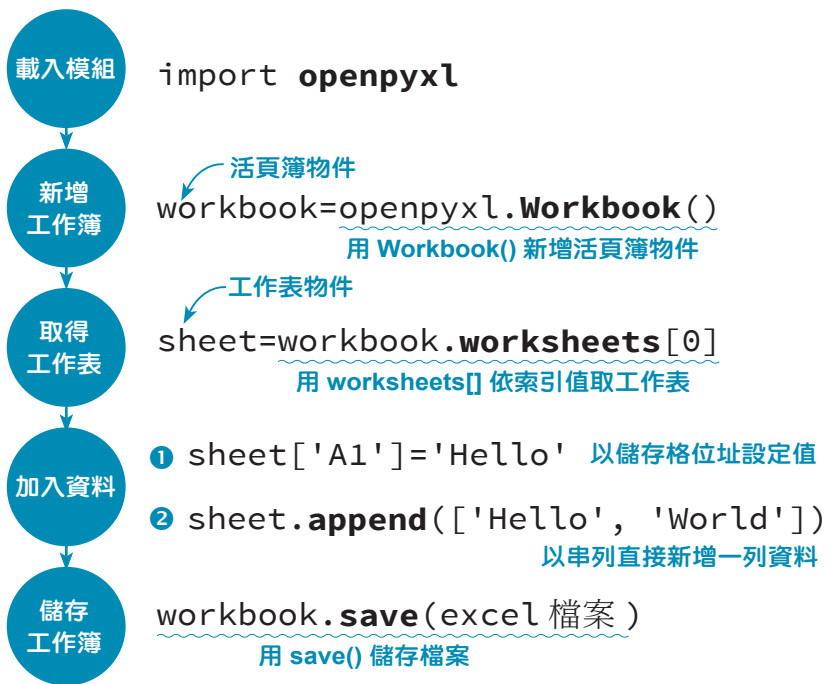 載入模組
import openpyxl
活頁簿物件
新增
工作簿
workbook=openpyxl.Workbook()
用 Workbook() 新增活頁簿物件
工作表物件
取得
工作表
sheet=workbook.worksheets[0]
用 worksheets[] 依索引值取工作表
加入資料
❶ sheet['A1']='Hello' 以儲存格位址設定值
❷ sheet.append(['Hello', 'World'])
以串列直接新增一列資料
儲存
工作簿
workbook.save(excel 檔案 )
用 save() 儲存檔案